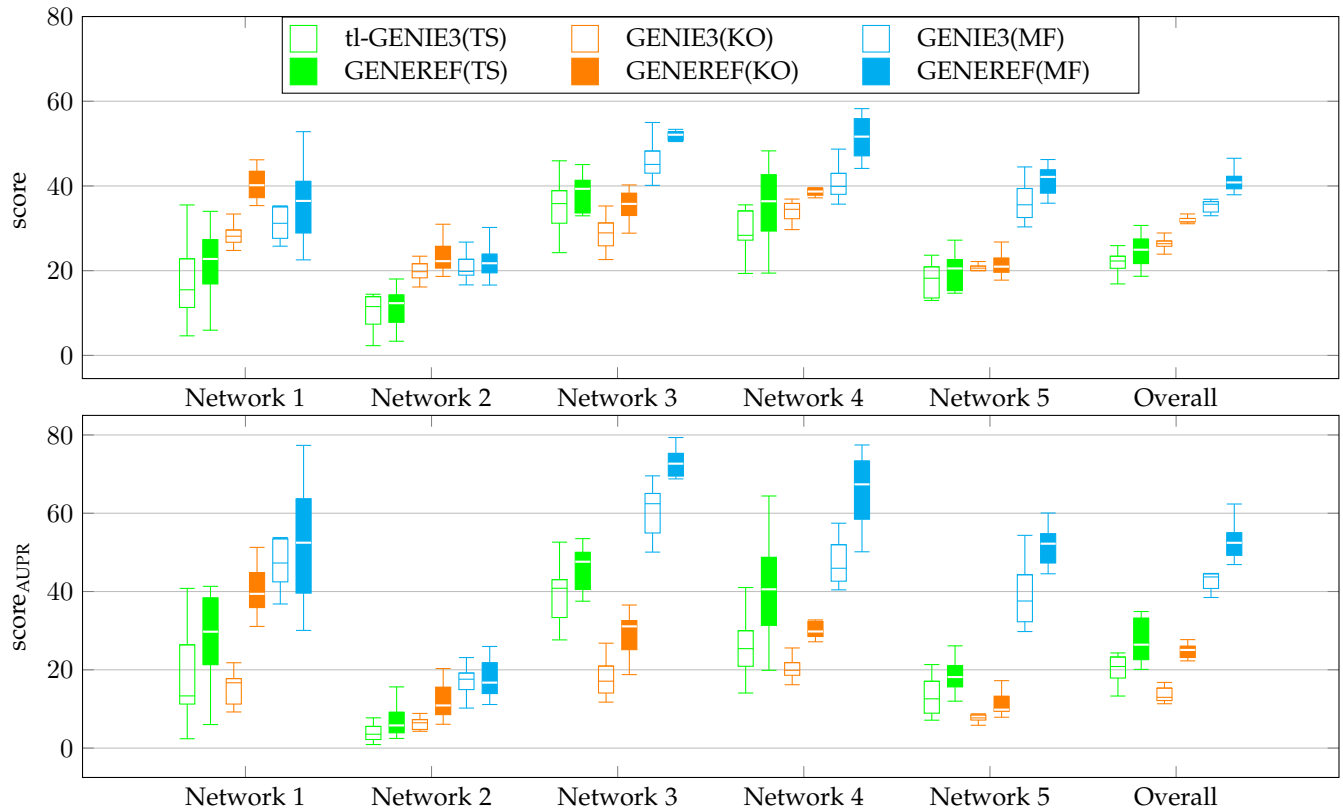 80
60
40
20
0
score
tl-GENIE3(TS) GENIE3(KO) GENIE3(MF)
GENEREF(TS) GENEREF(KO) GENEREF(MF)
Network 1 Network 2 Network 3 Network 4 Network 5 Overall
80
60
40
20
0
scoreAUPR
Network 1 Network 2 Network 3 Network 4 Network 5 Overall